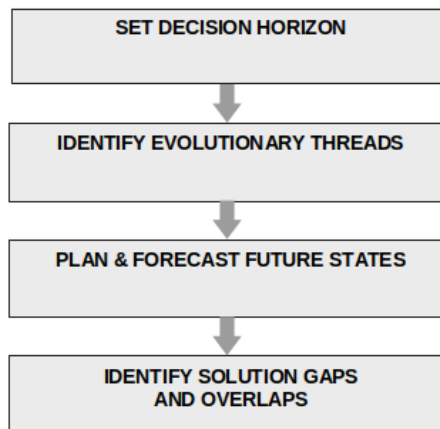 SET DECISION HORIZON
IDENTIFY EVOLUTIONARY THREADS
PLAN & FORECAST FUTURE STATES
IDENTIFY SOLUTION GAPS
AND OVERLAPS